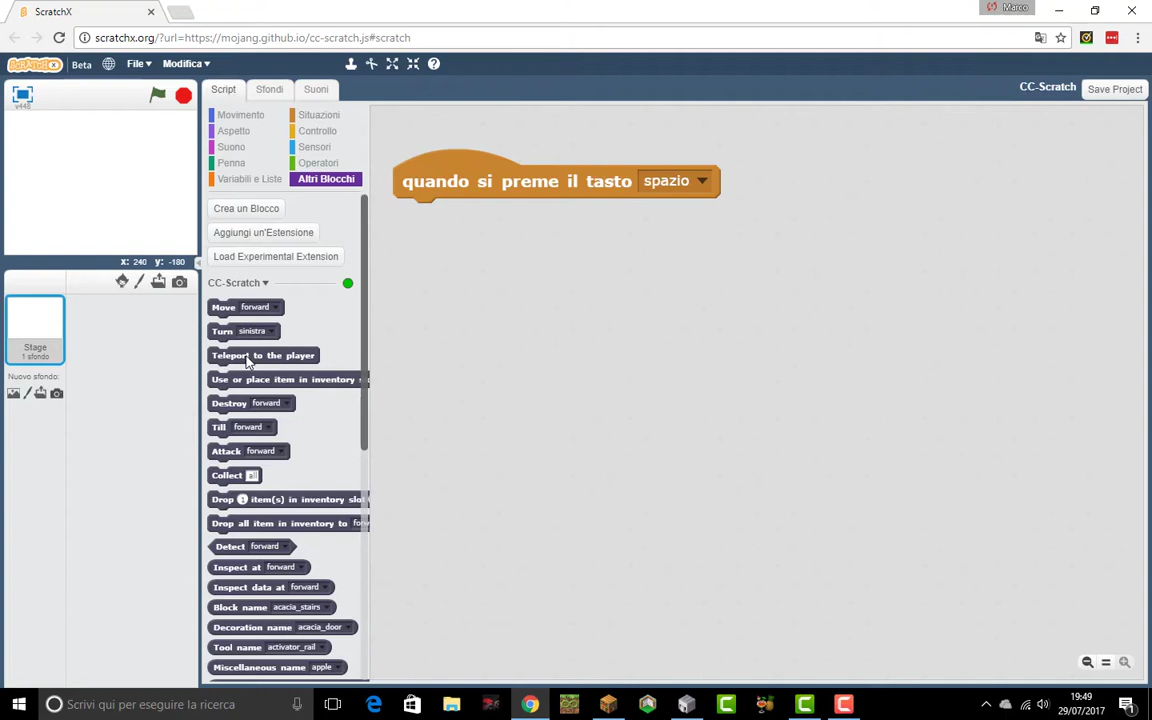 ScratchX
Marco
scratchx.org/?url=https://mojang.github.io/cc-scratch.js#scratch
SCRATCHX
Beta
File
Modifica
v448
Script
Sfondi
Suoni
CC-Scratch
Save Project
Movimento
Situazioni
Aspetto
Controllo
Suono
Sensori
Penna
Operatori
Variabili e Liste
Altri Blocchi
quando si preme il tasto spazio
Crea un Blocco
Aggiungi un'Estensione
Load Experimental Extension
x: 240 y: -180
CC-Scratch
Move forward
Turn sinistra
Teleport to the player
Use or place item in inventory
Destroy forward
Till forward
Attack forward
Collect all
Drop 1 item(s) in inventory slot
Drop all item in inventory to
Detect forward
Inspect at forward
Inspect data at forward
Block name acacia_stairs
Decoration name acacia_door
Tool name activator_rail
Miscellaneous name apple
Stage
1 sfondo
Nuovo sfondo:
Scrivi qui per eseguire la ricerca
19:49
29/07/2017
1